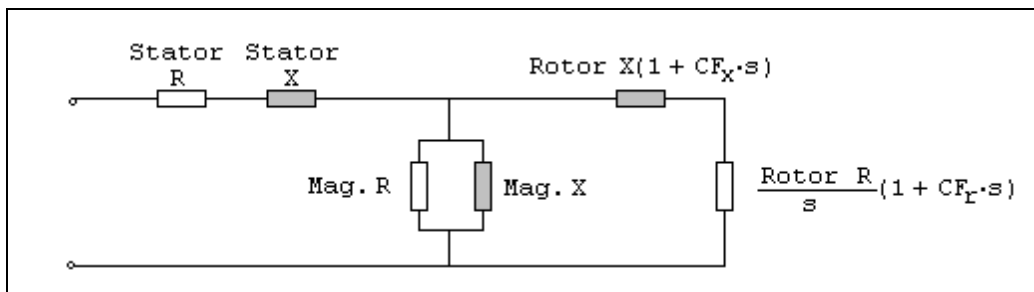 Stator Stator
R X
Rotor X(1 + CFx·s)
Mag. R
Mag. X
Rotor R
s
(1 + CFr·s)